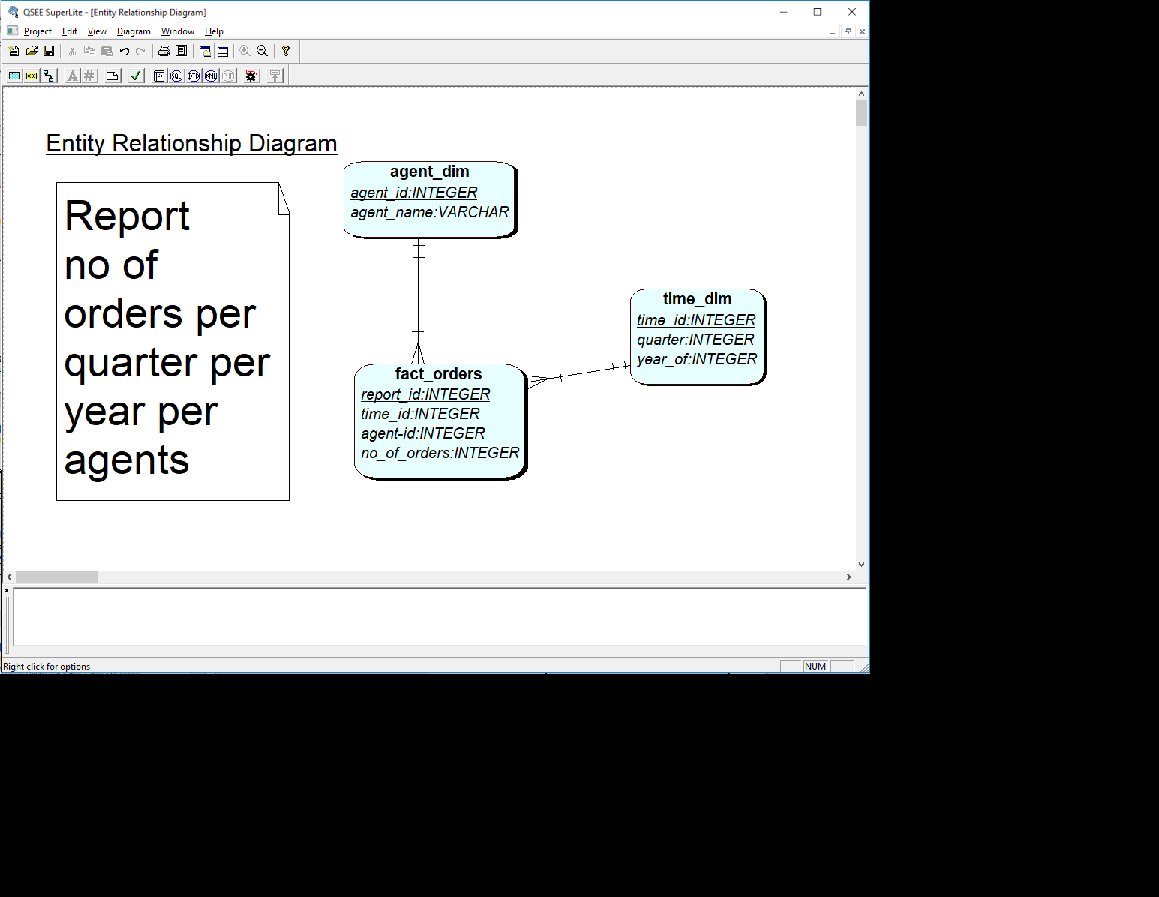 QSEE SuperLite - [Entity Relationship Diagram]
Project Edit View Diagram Window Help
Entity Relationship Diagram
Report
no of
orders per
quarter per
year per
agents
agent_dim
agent_id:INTEGER
agent_name:VARCHAR
time_dim
time_id:INTEGER
quarter:INTEGER
year_of:INTEGER
fact_orders
report_id:INTEGER
time_id:INTEGER
agent-id:INTEGER
no_of_orders:INTEGER
Right click for options
NUM